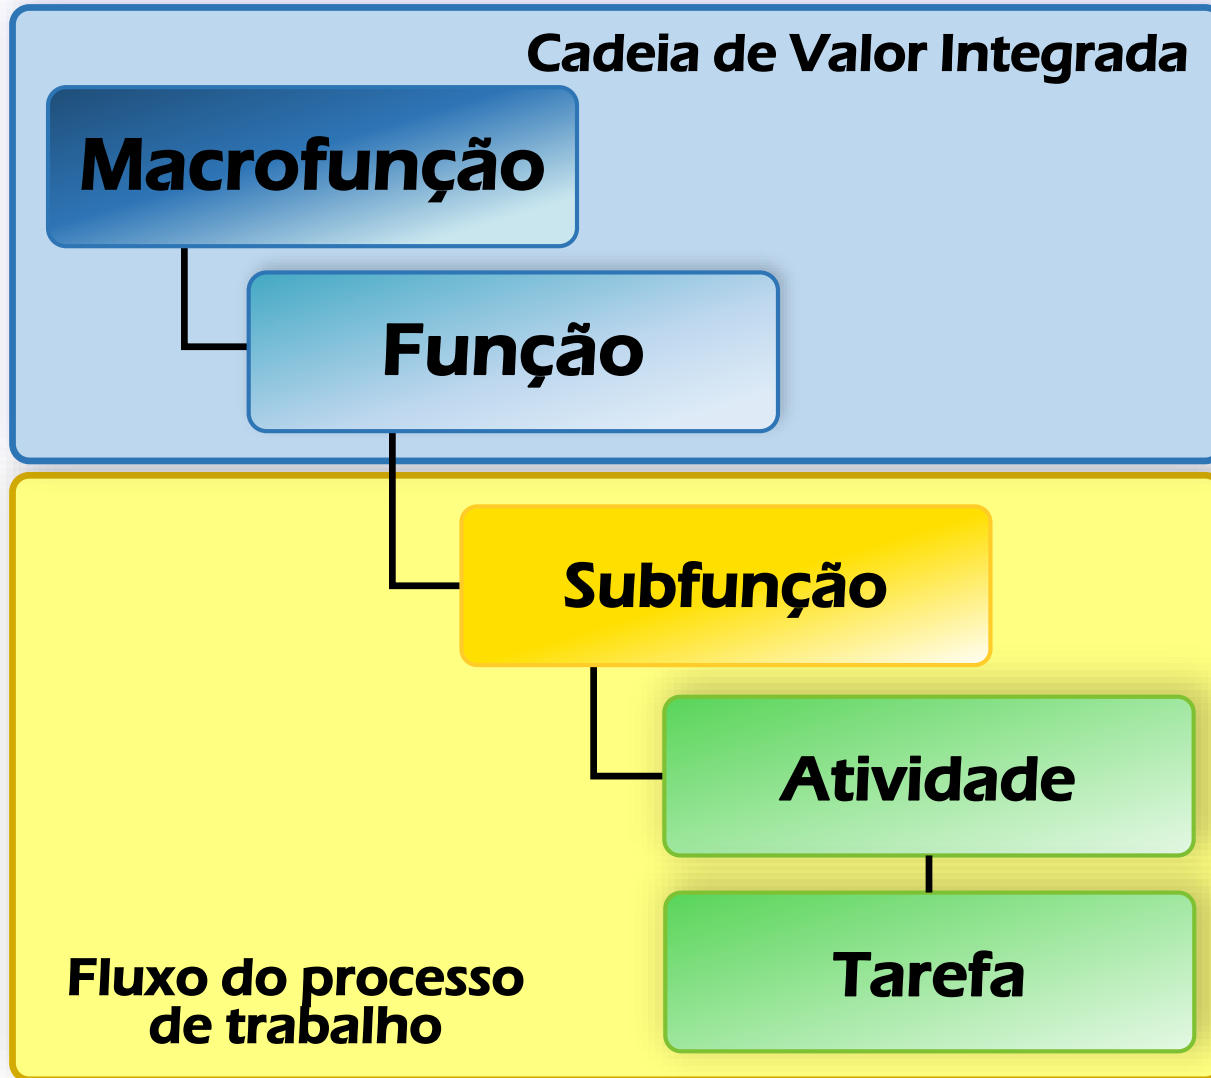 Cadeia de Valor Integrada
Macrofunção
Função
Subfunção
Atividade
Tarefa
Fluxo do processo
de trabalho